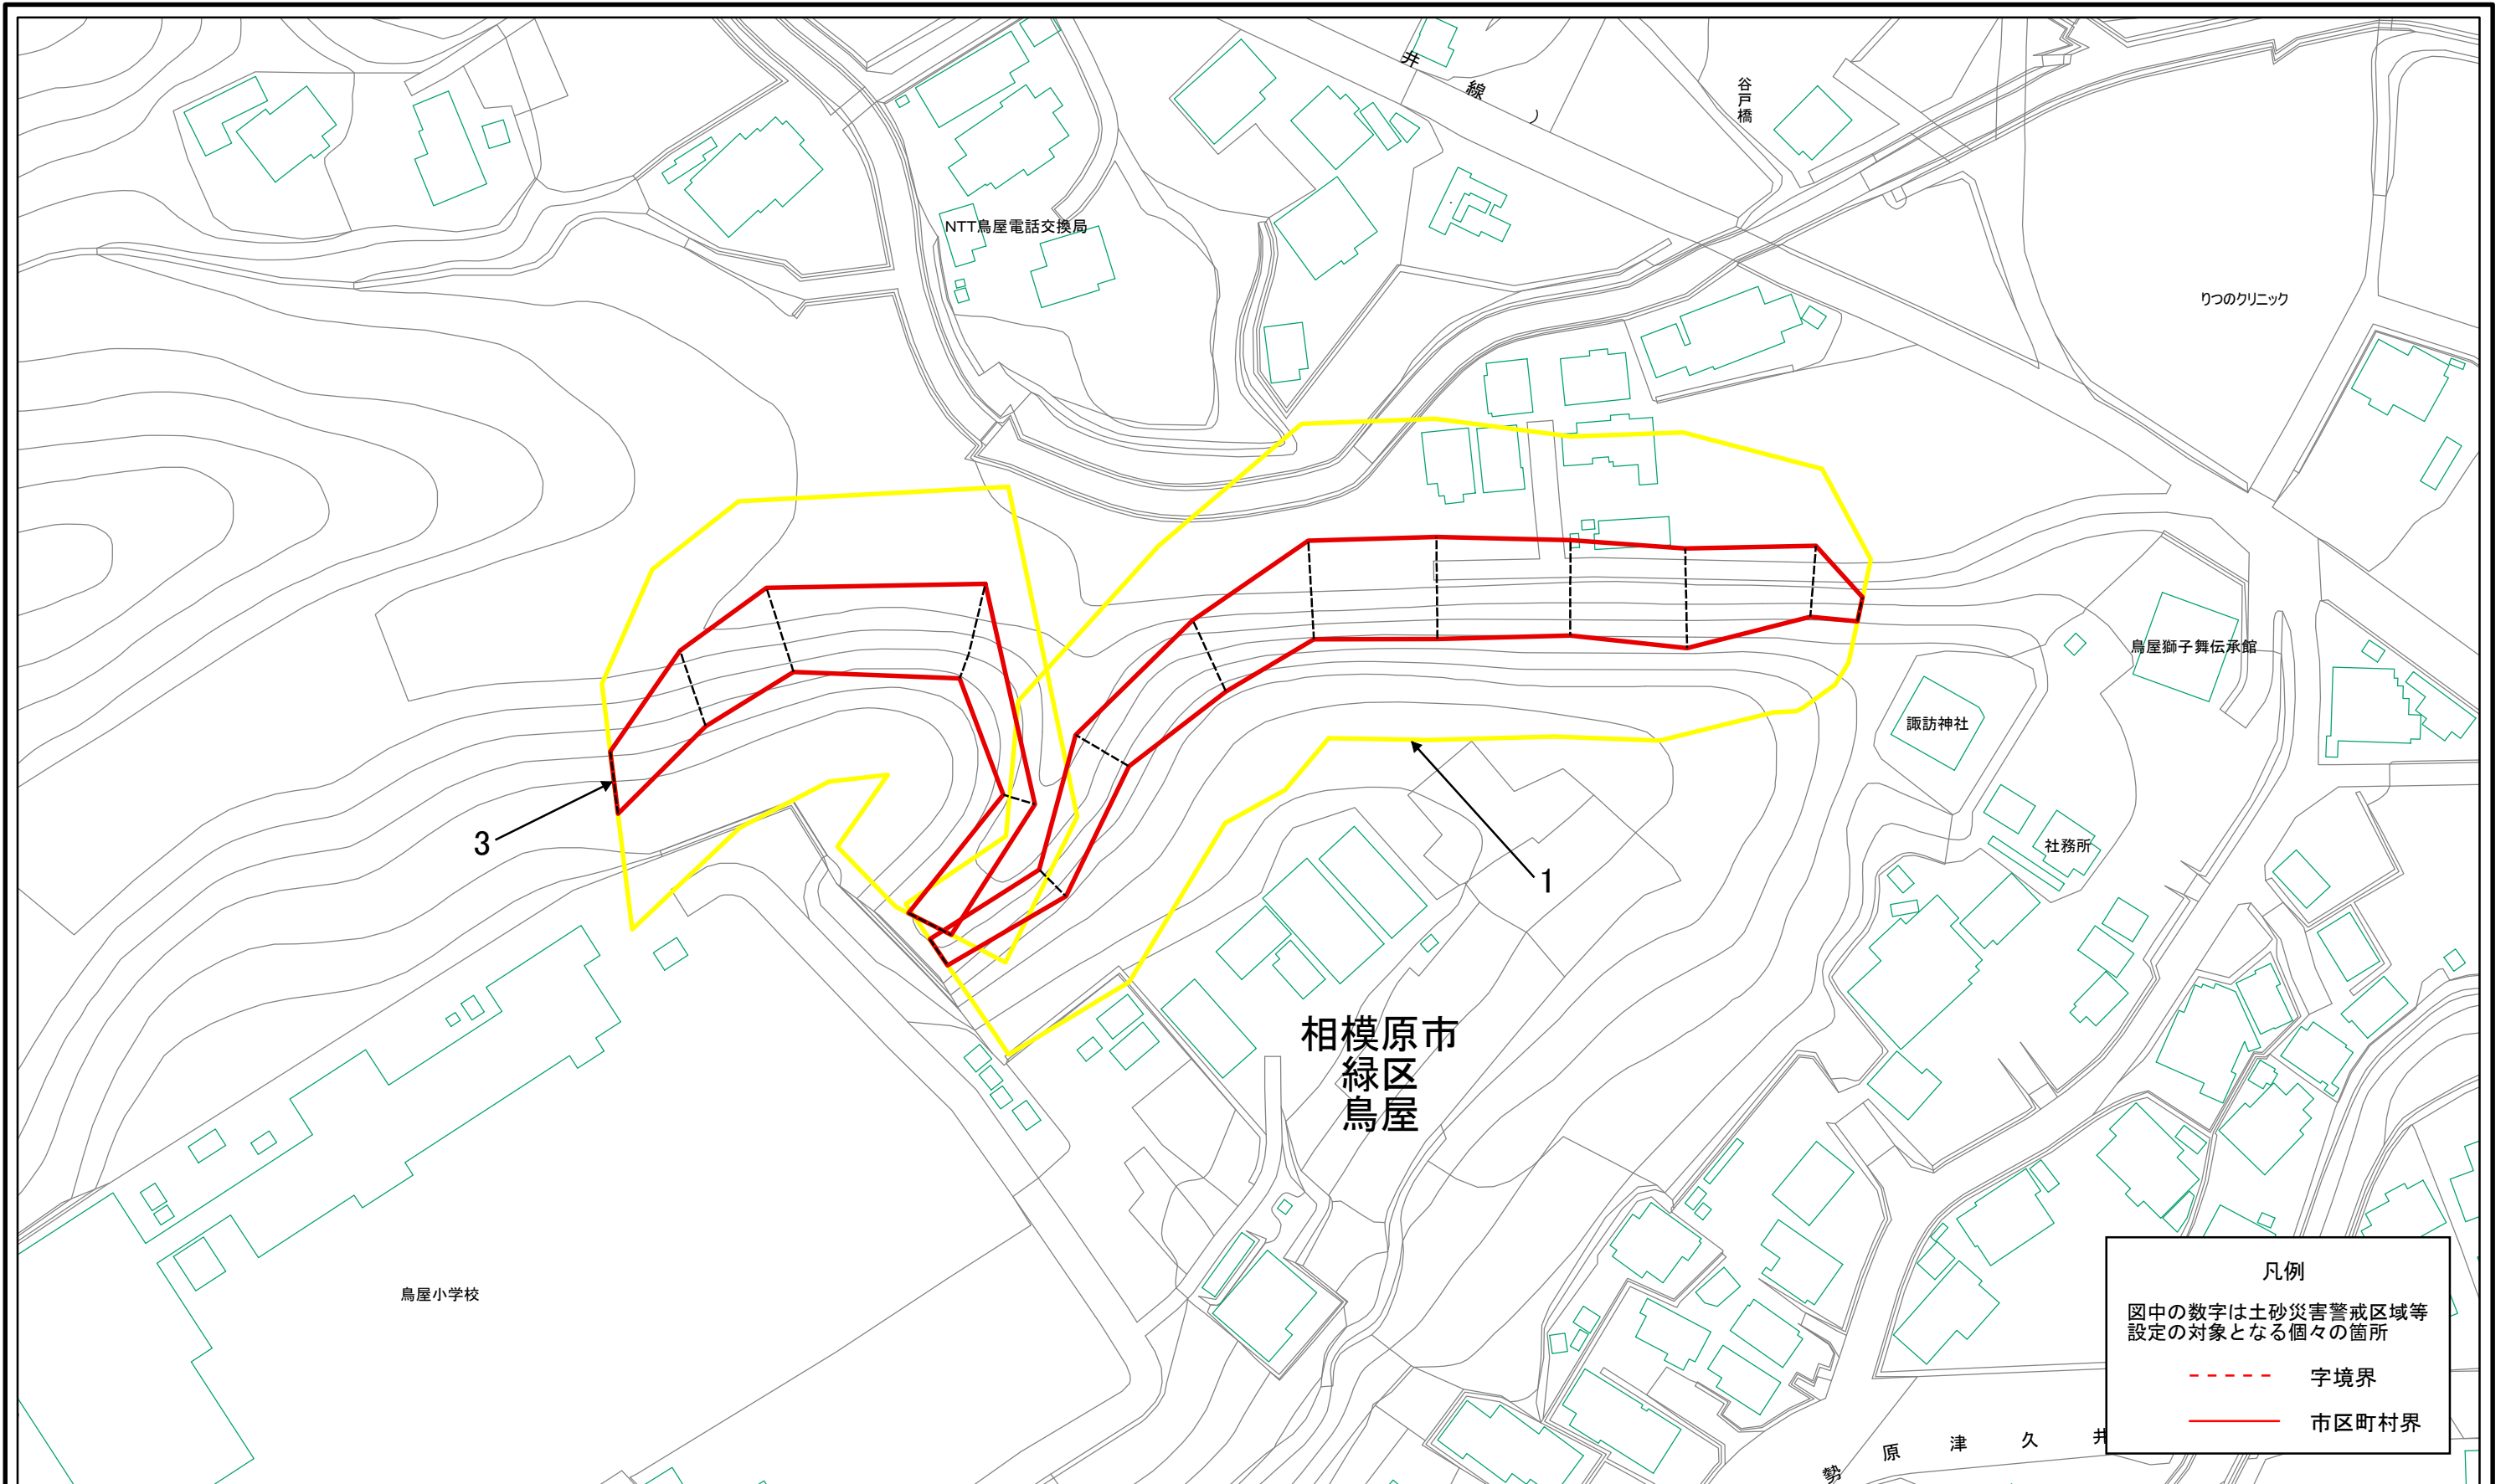 井
線
)
谷戸橋
NTT鳥屋電話交換局
りつのクリニック
鳥屋獅子舞伝承館
諏訪神社
社務所
3
1
相模原市
緑区
鳥屋
鳥屋小学校
勢
原
津
久
井
凡例
図中の数字は土砂災害警戒区域等
設定の対象となる個々の箇所
字境界
市区町村界